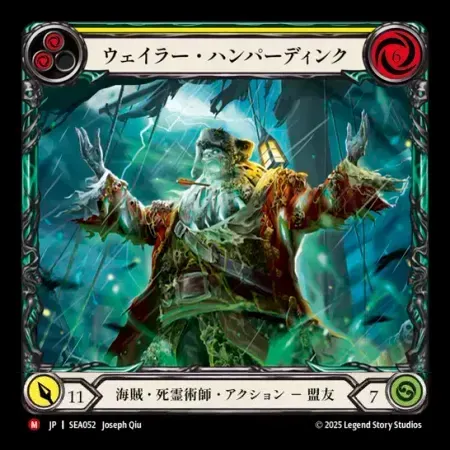 ウェイラー・ハンパーディンク
6
11
海賊・死霊術師・アクション − 盟友
7
M JP | SEA052 Joseph Qiu
© 2025 Legend Story Studios